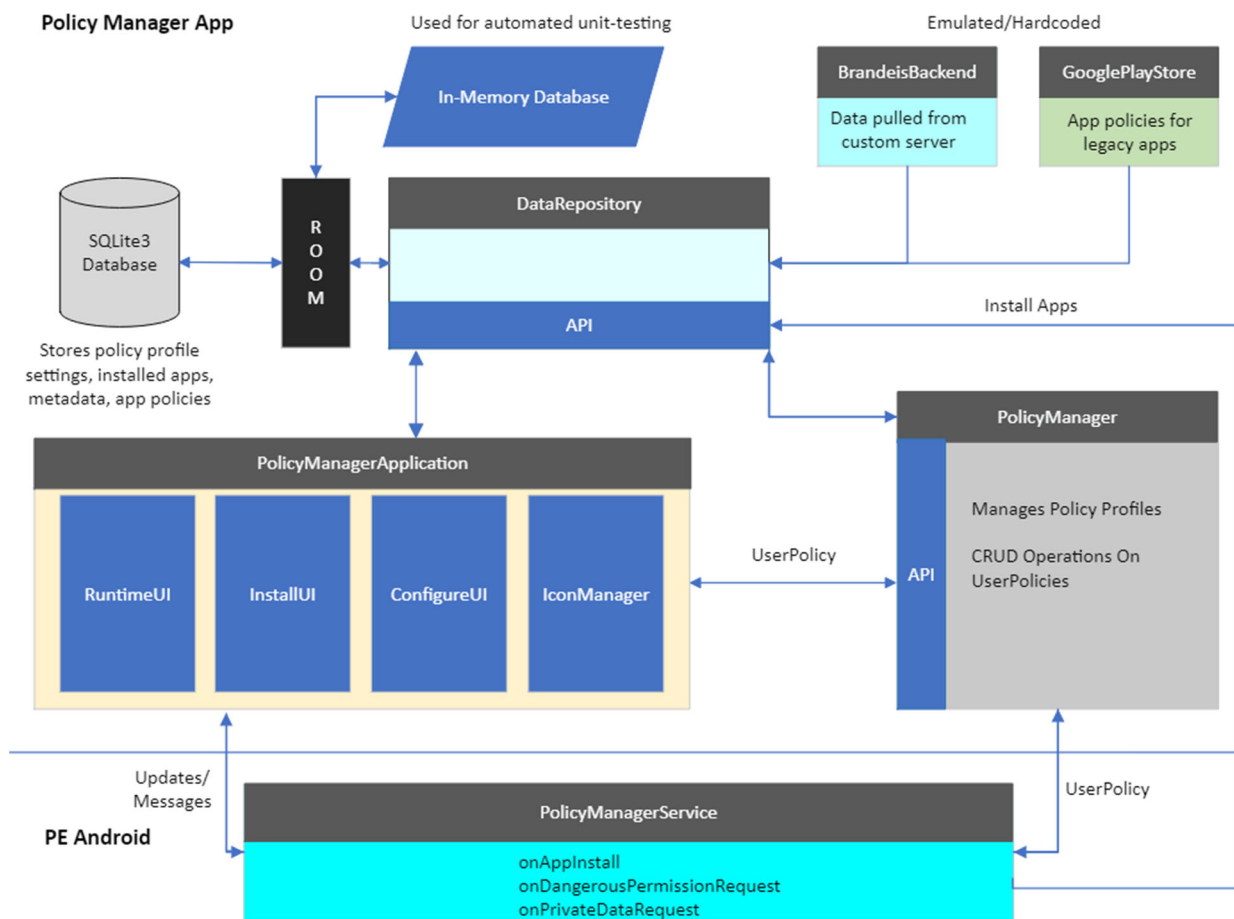 Policy Manager App
Used for automated unit-testing
Emulated/Hardcoded
In-Memory Database
BrandeisBackend
Data pulled from
custom server
GooglePlayStore
App policies for
legacy apps
SQLite3
Database
R
O
O
M
DataRepository
API
Install Apps
Stores policy profile
settings, installed apps,
metadata, app policies
PolicyManagerApplication
RuntimeUI
InstallUI
ConfigureUI
IconManager
UserPolicy
PolicyManager
API
Manages Policy Profiles
CRUD Operations On
UserPolicies
Updates/
Messages
UserPolicy
PE Android
PolicyManagerService
onAppInstall
onDangerousPermissionRequest
onPrivateDataRequest